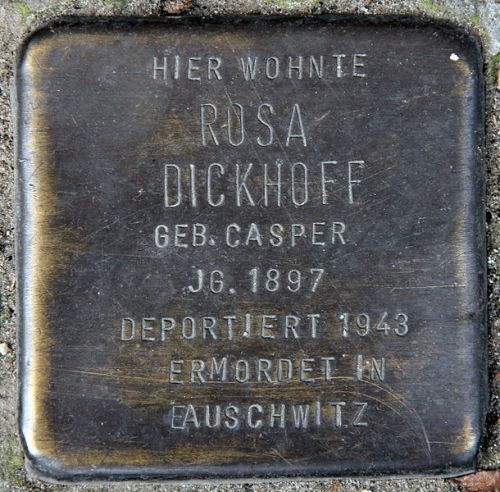 HIER WOHNTE
ROSA
DICKHOFF
GEB. CASPER
JG. 1897
DEPORTIERT 1943
ERMORDET IN
AUSCHWITZ